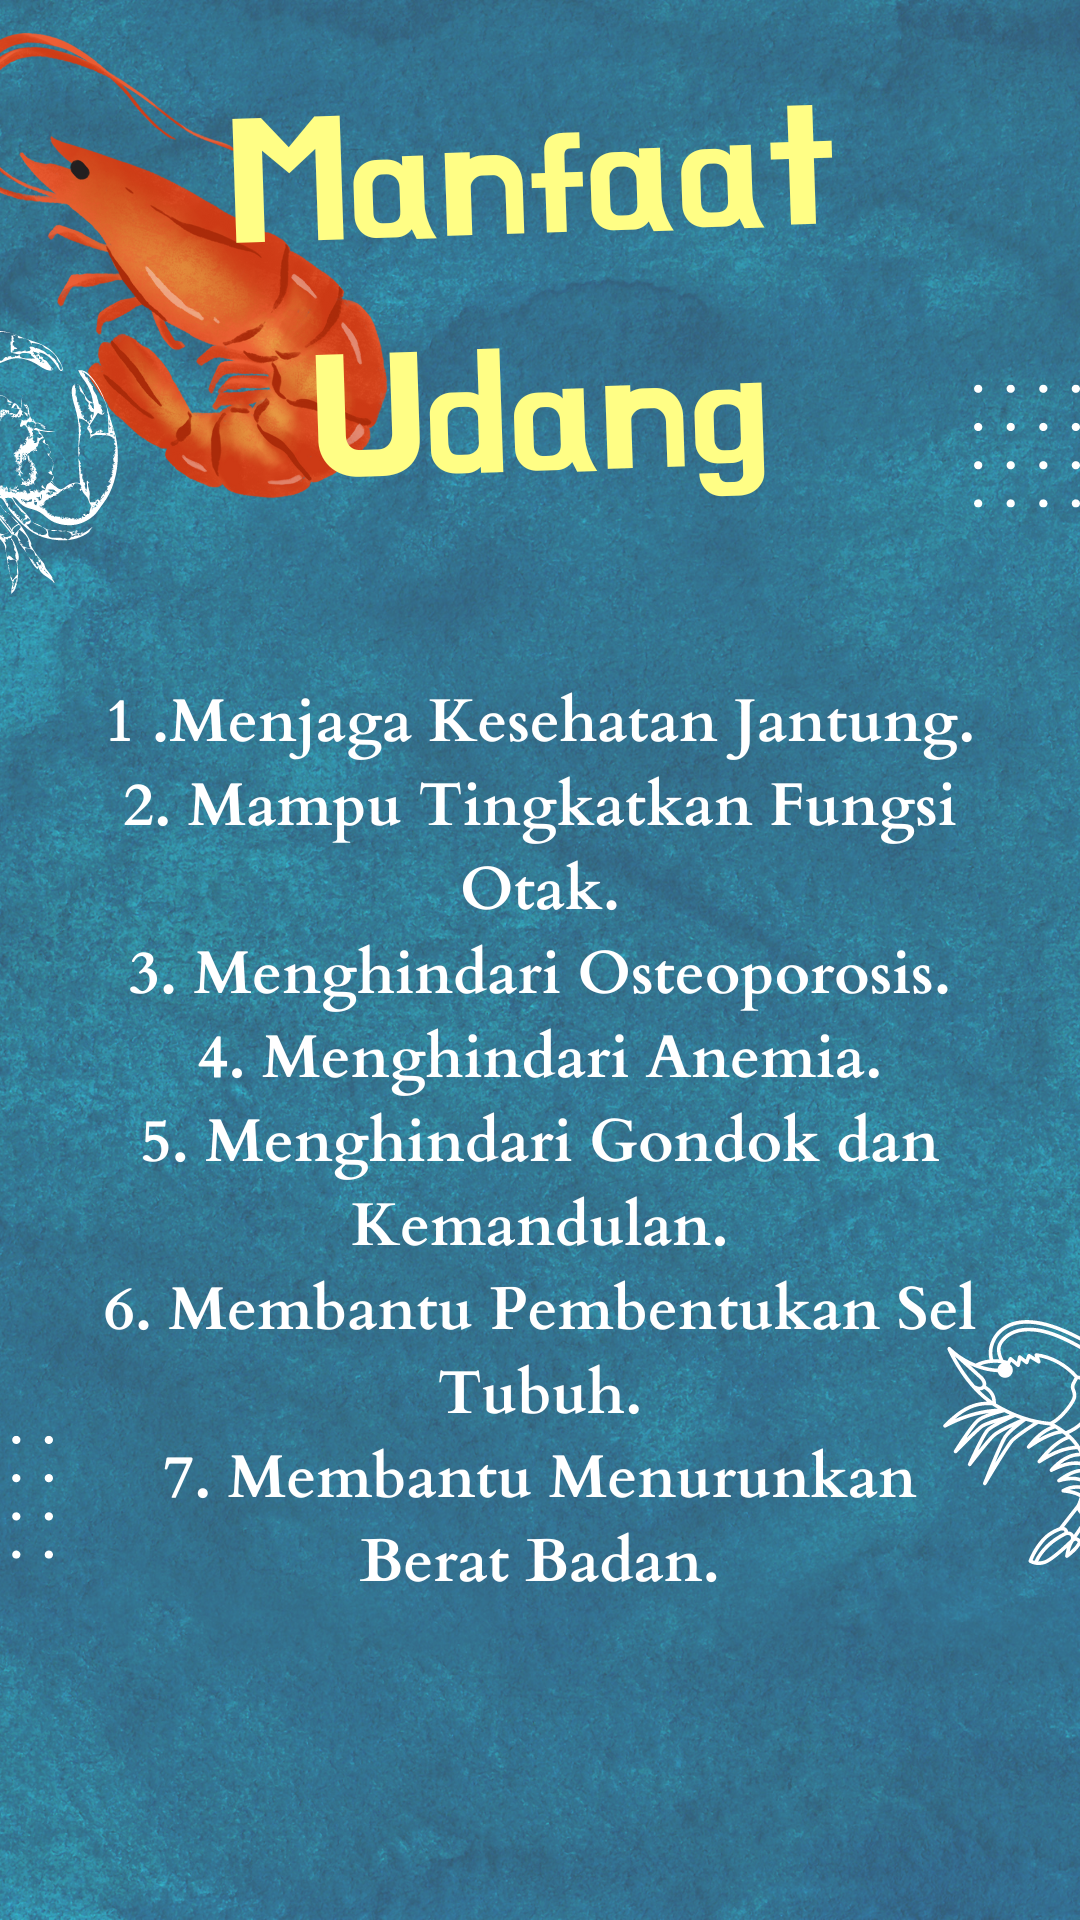 Manfaat
Udang
1 .Menjaga Kesehatan Jantung.
2. Mampu Tingkatkan Fungsi
Otak.
3. Menghindari Osteoporosis.
4. Menghindari Anemia.
5. Menghindari Gondok dan
Kemandulan.
6. Membantu Pembentukan Sel
Tubuh.
7. Membantu Menurunkan
Berat Badan.